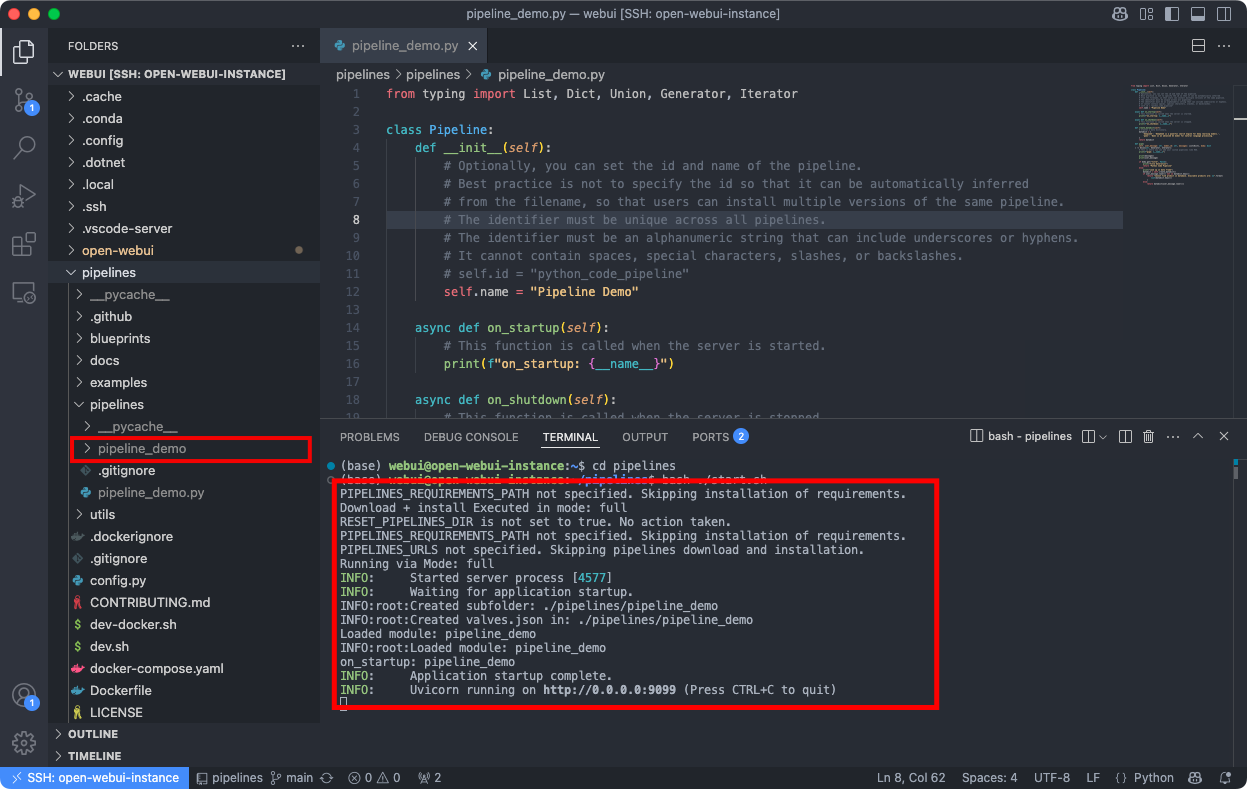 pipeline_demo.py — webui [SSH: open-webui-instance]
FOLDERS
WEBUI [SSH: OPEN-WEBUI-INSTANCE]
.cache
.conda
.config
.dotnet
.local
.ssh
.vscode-server
open-webui
pipelines
__pycache__
.github
blueprints
docs
examples
pipelines
__pycache__
pipeline_demo
.gitignore
pipeline_demo.py
utils
.dockerignore
.gitignore
config.py
CONTRIBUTING.md
dev-docker.sh
dev.sh
docker-compose.yaml
Dockerfile
LICENSE
OUTLINE
TIMELINE
1
1
pipeline_demo.py
pipelines > pipelines > pipeline_demo.py
1 from typing import List, Dict, Union, Generator, Iterator
2
3 class Pipeline:
4 def __init__(self):
5 # Optionally, you can set the id and name of the pipeline.
6 # Best practice is not to specify the id so that it can be automatically inferred
7 # from the filename, so that users can install multiple versions of the same pipeline.
8 # The identifier must be unique across all pipelines.
9 # The identifier must be an alphanumeric string that can include underscores or hyphens.
10 # It cannot contain spaces, special characters, slashes, or backslashes.
11 # self.id = "python_code_pipeline"
12 self.name = "Pipeline Demo"
13
14 async def on_startup(self):
15 # This function is called when the server is started.
16 print(f"on_startup: {__name__}")
17
18 async def on_shutdown(self):
19 # This function is called when the server is stopped.
PROBLEMS DEBUG CONSOLE TERMINAL OUTPUT PORTS 2
bash - pipelines
(base) webui@open-webui-instance:~$ cd pipelines
(base) webui@open-webui-instance:~/pipelines$ bash ./start.sh
PIPELINES_REQUIREMENTS_PATH not specified. Skipping installation of requirements.
Download + install Executed in mode: full
RESET_PIPELINES_DIR is not set to true. No action taken.
PIPELINES_REQUIREMENTS_PATH not specified. Skipping installation of requirements.
PIPELINES_URLS not specified. Skipping pipelines download and installation.
Running via Mode: full
INFO: Started server process [4577]
INFO: Waiting for application startup.
INFO:root:Created subfolder: ./pipelines/pipeline_demo
INFO:root:Created valves.json in: ./pipelines/pipeline_demo
Loaded module: pipeline_demo
INFO:root:Loaded module: pipeline_demo
on_startup: pipeline_demo
INFO: Application startup complete.
INFO: Uvicorn running on http://0.0.0.0:9099 (Press CTRL+C to quit)
SSH: open-webui-instance pipelines main 0 0 2 Ln 8, Col 62 Spaces: 4 UTF-8 LF {} Python